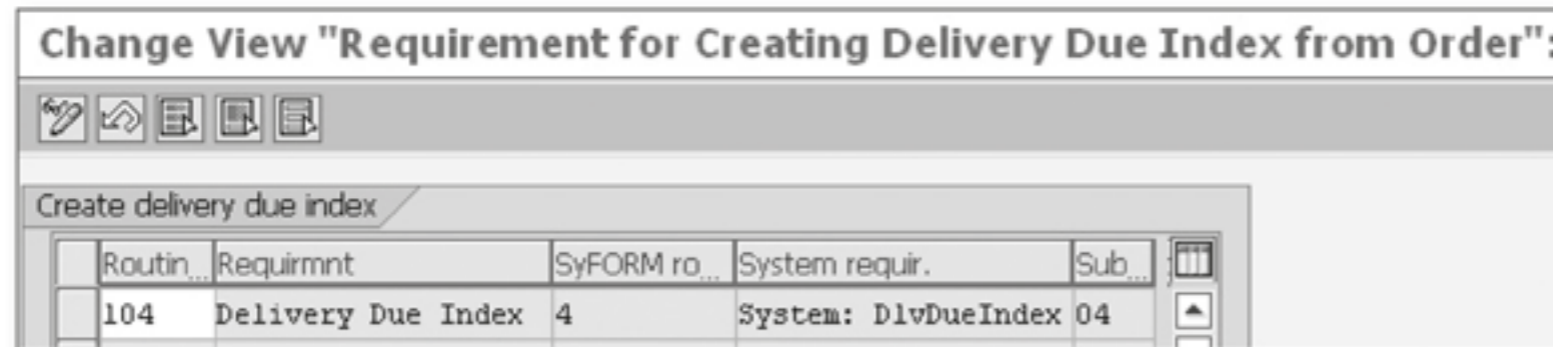 Change View "Requirement for Creating Delivery Due Index from Order":
Create delivery due index
Routin... Requirmnt SyFORM ro... System requir. Sub...
104 Delivery Due Index 4 System: DlvDueIndex 04